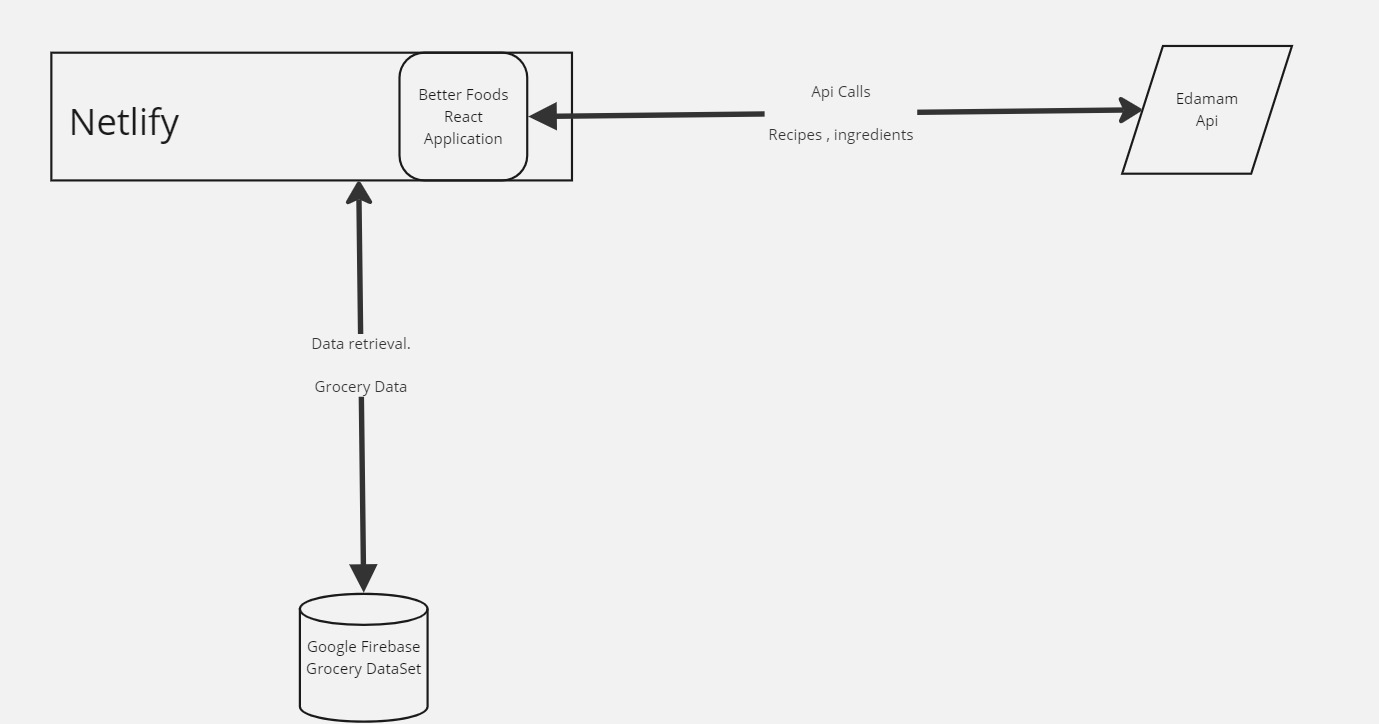 Netlify
Better Foods
React
Application
Api Calls
Recipes , ingredients
Edamam
Api
Data retrieval.
Grocery Data
Google Firebase
Grocery DataSet